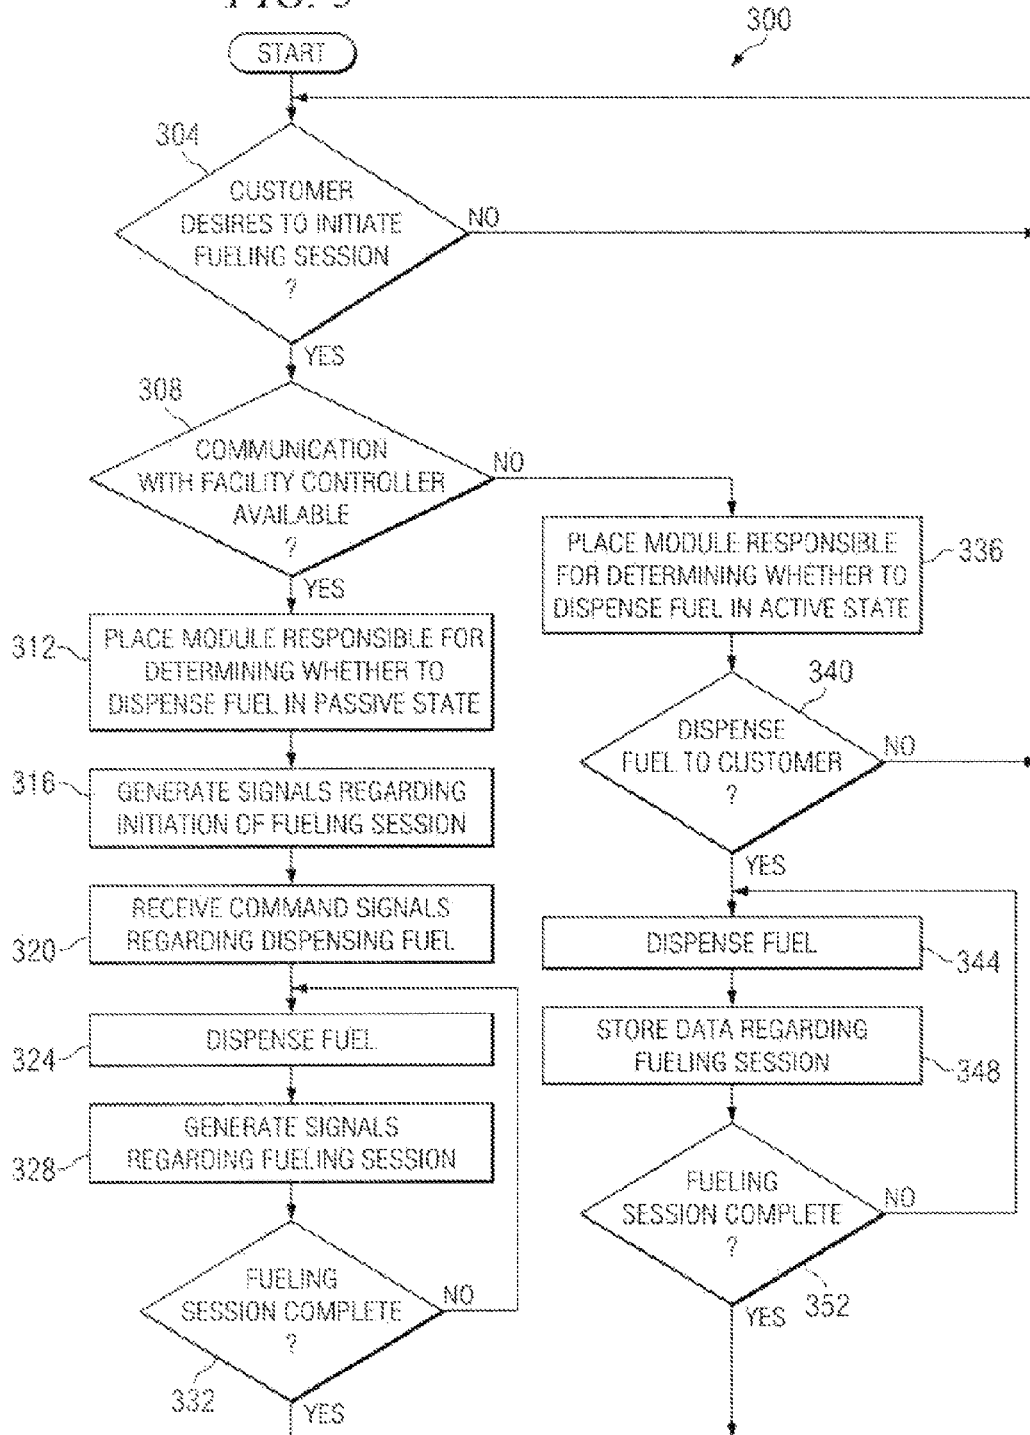 300
START
304
CUSTOMER
DESIRES TO INITIATE
FUELING SESSION
?
NO
YES
308
COMMUNICATION
WITH FACILITY CONTROLLER
AVAILABLE
?
NO
YES
PLACE MODULE RESPONSIBLE
FOR DETERMINING WHETHER TO
DISPENSE FUEL IN ACTIVE STATE
336
312
PLACE MODULE RESPONSIBLE FOR
DETERMINING WHETHER TO
DISPENSE FUEL IN PASSIVE STATE
340
DISPENSE
FUEL TO CUSTOMER
?
NO
YES
316
GENERATE SIGNALS REGARDING
INITIATION OF FUELING SESSION
320
RECEIVE COMMAND SIGNALS
REGARDING DISPENSING FUEL
DISPENSE FUEL
344
324
DISPENSE FUEL
STORE DATA REGARDING
FUELING SESSION
348
328
GENERATE SIGNALS
REGARDING FUELING SESSION
FUELING
SESSION COMPLETE
?
NO
352
YES
FUELING
SESSION COMPLETE
?
NO
332
YES